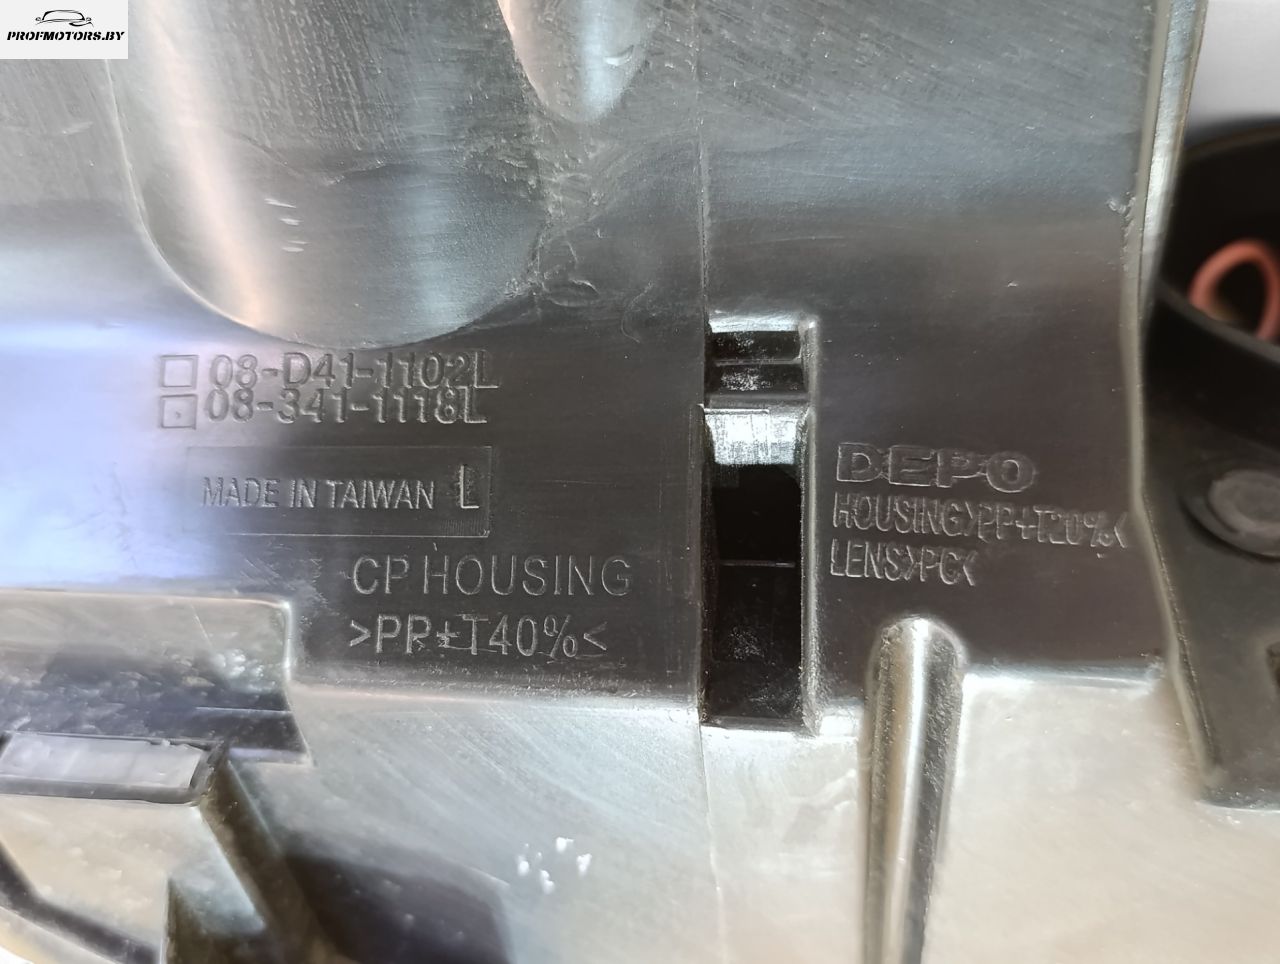 PROFMOTORS.BY
08-D41-1102L
08-341-1118L
MADE IN TAIWAN L
CP HOUSING
>PP+T40%<
DEPO
HOUSING>PP+T20%<
LENS>PC<